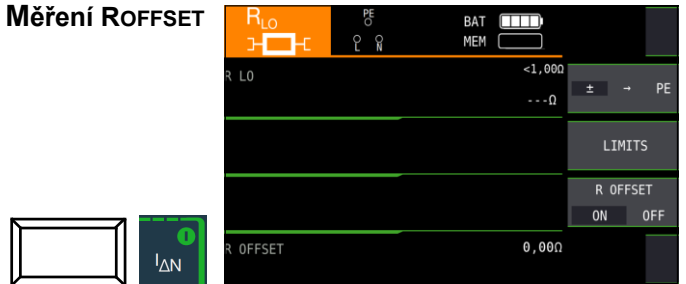 Měření ROFFSET
RLO
PE
L N
BAT
MEM
R LO
<1,00Ω
---Ω
± → PE
LIMITS
R OFFSET
ON OFF
R OFFSET
0,00Ω
IΔN